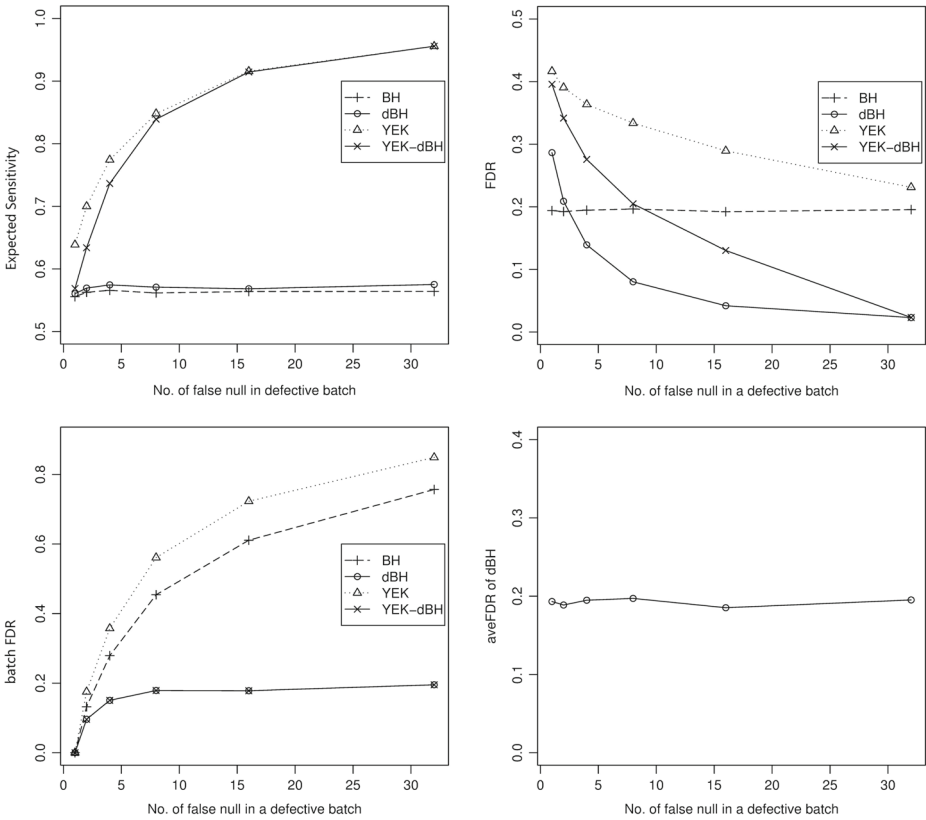 Expected Sensitivity
1.0
0.9
0.8
0.7
0.6
0.5
BH
dBH
YEK
YEK−dBH
0 5 10 15 20 25 30
No. of false null in defective batch
FDR
0.5
0.4
0.3
0.2
0.1
0.0
BH
dBH
YEK
YEK−dBH
0 5 10 15 20 25 30
No. of false null in a defective batch
batch FDR
0.8
0.6
0.4
0.2
0.0
BH
dBH
YEK
YEK−dBH
0 5 10 15 20 25 30
No. of false null in a defective batch
aveFDR of dBH
0.4
0.3
0.2
0.1
0.0
0 5 10 15 20 25 30
No. of false null in a defective batch